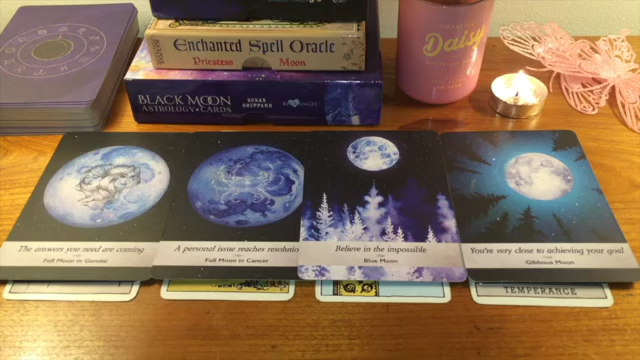 Enchanted Spell Oracle
Priestess Moon
BLACK MOON
ASTROLOGY CARDS
SUSAN
SHEPPARD
Daisy
The answers you need are coming
Full Moon in Gemini
A personal issue reaches resolutio
Full Moon in Cancer
Believe in the impossible
Blue Moon
You're very close to achieving your goal
Gibbous Moon
TEMPERANCE